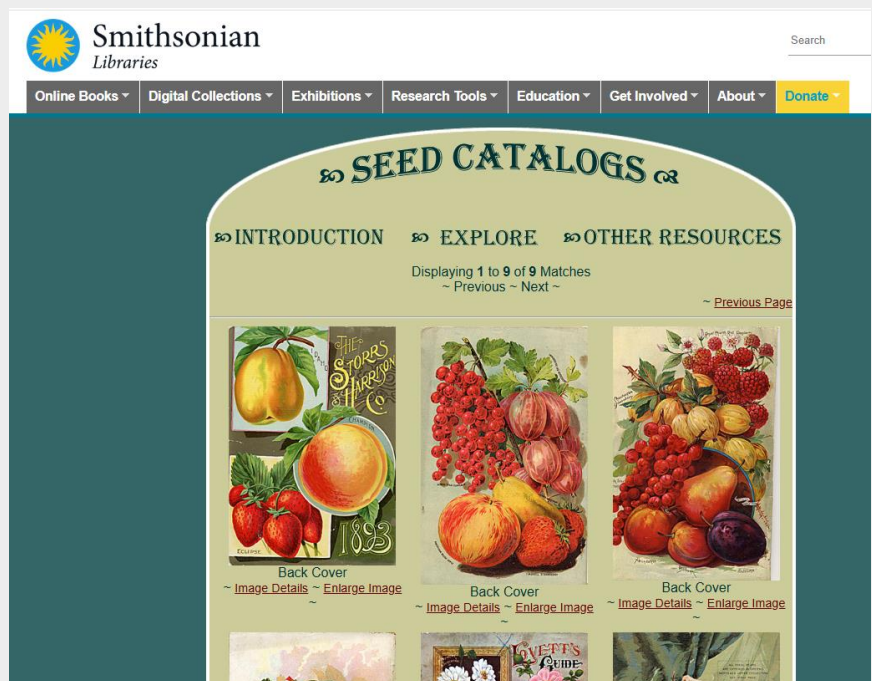 Smithsonian
Libraries
Search
Online Books
Digital Collections
Exhibitions
Research Tools
Education
Get Involved
About
Donate
SEED CATALOGS
INTRODUCTION
EXPLORE
OTHER RESOURCES
Displaying 1 to 9 of 9 Matches
~ Previous ~ Next ~
~ Previous Page
THE
STORRS
& HARRISON
CO
CHAMPION
ECLIPSE
1893
Back Cover
~ Image Details ~ Enlarge Image
~
Back Cover
~ Image Details ~ Enlarge Image
~
Back Cover
~ Image Details ~ Enlarge Image
~
LOVETT'S
GUIDE